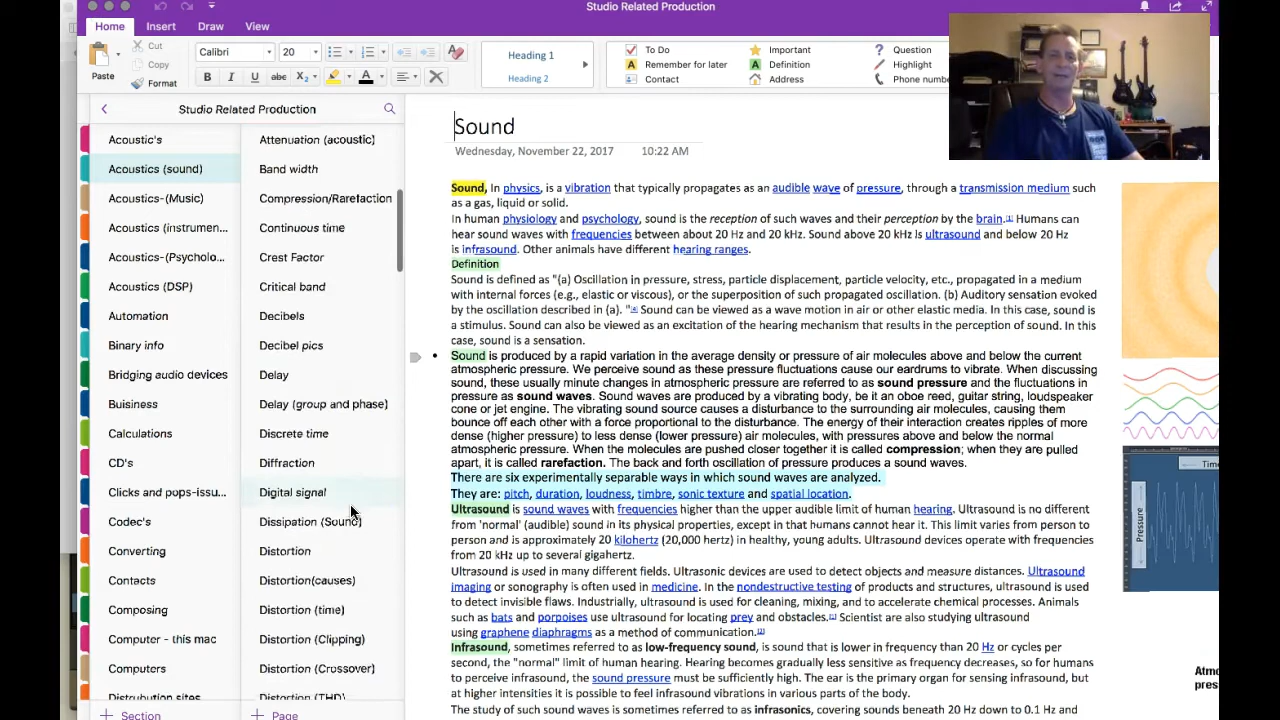 Studio Related Production
Home
Insert
Draw
View
Paste
Cut
Copy
Format
Calibri
20
B I U abc X₂ A
Heading 1
Heading 2
To Do
Remember for later
Contact
Important
Definition
Address
Question
Highlight
Phone
Studio Related Production
Acoustic's
Acoustics (sound)
Acoustics-(Music)
Acoustics (instrumen...
Acoustics-(Psycholo...
Acoustics (DSP)
Automation
Binary info
Bridging audio devices
Buisiness
Calculations
CD's
Clicks and pops-issu...
Codec's
Converting
Contacts
Composing
Computer - this mac
Computers
Distrubution sites
Section
Attenuation (acoustic)
Band width
Compression/Rarefaction
Continuous time
Crest Factor
Critical band
Decibels
Decibel pics
Delay
Delay (group and phase)
Discrete time
Diffraction
Digital signal
Dissipation (Sound)
Distortion
Distortion(causes)
Distortion (time)
Distortion (Clipping)
Distortion (Crossover)
Distortion (THD)
Page
Sound
Wednesday, November 22, 2017 10:22 AM
Sound, In physics, is a vibration that typically propagates as an audible wave of pressure, through a transmission medium such
as a gas, liquid or solid.
In human physiology and psychology, sound is the reception of such waves and their perception by the brain.[1] Humans can
hear sound waves with frequencies between about 20 Hz and 20 kHz. Sound above 20 kHz is ultrasound and below 20 Hz
is infrasound. Other animals have different hearing ranges.
Definition
Sound is defined as "(a) Oscillation in pressure, stress, particle displacement, particle velocity, etc., propagated in a medium
with internal forces (e.g., elastic or viscous), or the superposition of such propagated oscillation. (b) Auditory sensation evoked
by the oscillation described in (a). "[4] Sound can be viewed as a wave motion in air or other elastic media. In this case, sound is
a stimulus. Sound can also be viewed as an excitation of the hearing mechanism that results in the perception of sound. In this
case, sound is a sensation.
• Sound is produced by a rapid variation in the average density or pressure of air molecules above and below the current
atmospheric pressure. We perceive sound as these pressure fluctuations cause our eardrums to vibrate. When discussing
sound, these usually minute changes in atmospheric pressure are referred to as sound pressure and the fluctuations in
pressure as sound waves. Sound waves are produced by a vibrating body, be it an oboe reed, guitar string, loudspeaker
cone or jet engine. The vibrating sound source causes a disturbance to the surrounding air molecules, causing them
bounce off each other with a force proportional to the disturbance. The energy of their interaction creates ripples of more
dense (higher pressure) to less dense (lower pressure) air molecules, with pressures above and below the normal
atmospheric pressure. When the molecules are pushed closer together it is called compression; when they are pulled
apart, it is called rarefaction. The back and forth oscillation of pressure produces a sound waves.
There are six experimentally separable ways in which sound waves are analyzed.
They are: pitch, duration, loudness, timbre, sonic texture and spatial location.
Ultrasound is sound waves with frequencies higher than the upper audible limit of human hearing. Ultrasound is no different
from 'normal' (audible) sound in its physical properties, except in that humans cannot hear it. This limit varies from person to
person and is approximately 20 kilohertz (20,000 hertz) in healthy, young adults. Ultrasound devices operate with frequencies
from 20 kHz up to several gigahertz.
Ultrasound is used in many different fields. Ultrasonic devices are used to detect objects and measure distances. Ultrasound
imaging or sonography is often used in medicine. In the nondestructive testing of products and structures, ultrasound is used
to detect invisible flaws. Industrially, ultrasound is used for cleaning, mixing, and to accelerate chemical processes. Animals
such as bats and porpoises use ultrasound for locating prey and obstacles.[1] Scientist are also studying ultrasound
using graphene diaphragms as a method of communication.[2]
Infrasound, sometimes referred to as low-frequency sound, is sound that is lower in frequency than 20 Hz or cycles per
second, the "normal" limit of human hearing. Hearing becomes gradually less sensitive as frequency decreases, so for humans
to perceive infrasound, the sound pressure must be sufficiently high. The ear is the primary organ for sensing infrasound, but
at higher intensities it is possible to feel infrasound vibrations in various parts of the body.
The study of such sound waves is sometimes referred to as infrasonics, covering sounds beneath 20 Hz down to 0.1 Hz and
Time
Pressure
Atmo
press